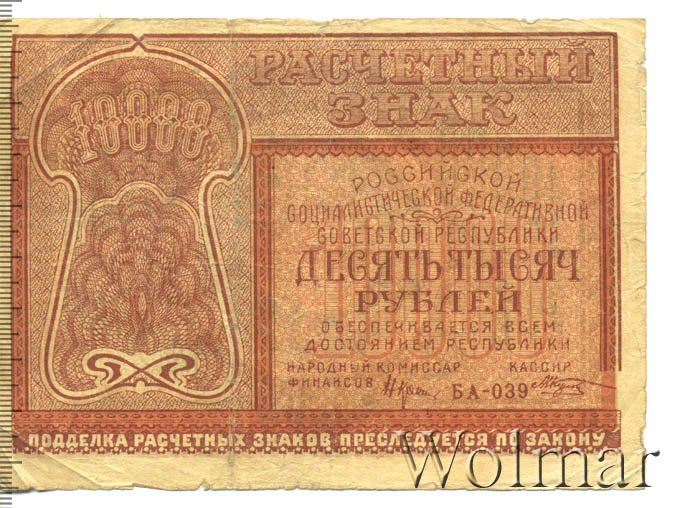 10000
РАСЧЕТНЫЙ
ЗНАК
РОССИЙСКОЙ
СОЦИАЛИСТИЧЕСКОЙ ФЕДЕРАТИВНОЙ
СОВЕТСКОЙ РЕСПУБЛИКИ
ДЕСЯТЬ ТЫСЯЧ
РУБЛЕЙ
ОБЕСПЕЧИВАЕТСЯ ВСЕМ
ДОСТОЯНИЕМ РЕСПУБЛИКИ
НАРОДНЫЙ КОМИССАР КАССИР
ФИНАНСОВ
БА-039
ПОДДЕЛКА РАСЧЕТНЫХ ЗНАКОВ ПРЕСЛЕДУЕТСЯ ПО ЗАКОНУ
Wolmar